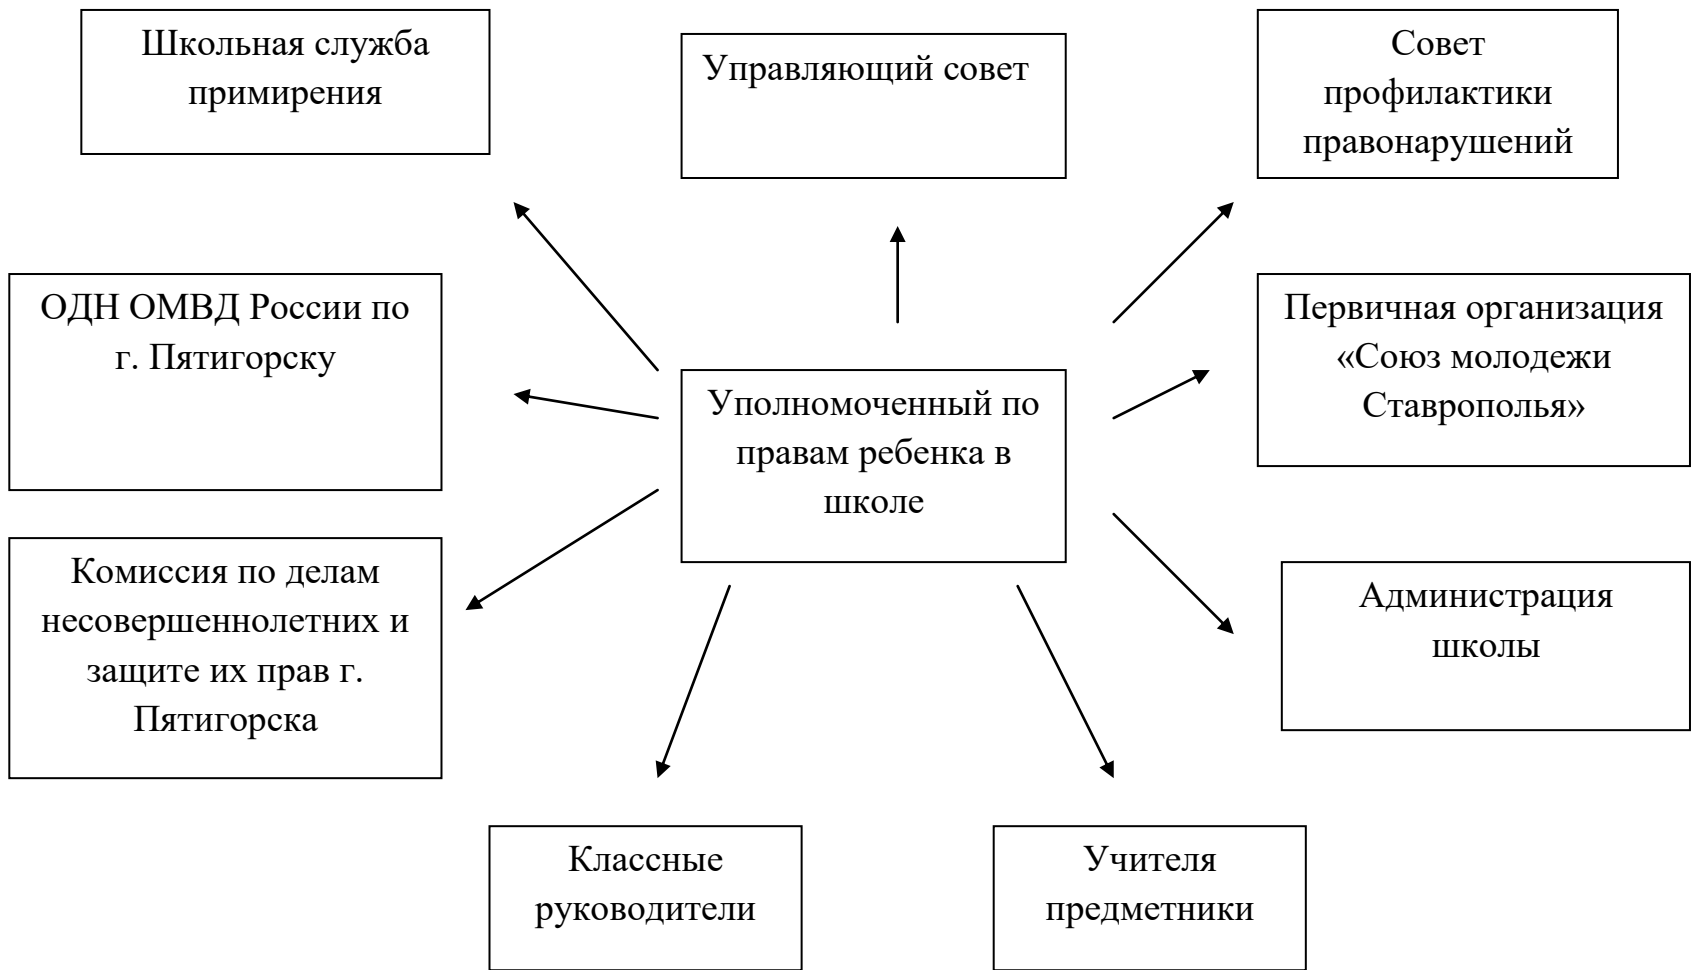 Школьная служба
примирения
Управляющий совет
Совет
профилактики
правонарушений
ОДН ОМВД России по
г. Пятигорску
Первичная организация
«Союз молодежи
Ставрополья»
Уполномоченный по
правам ребенка в
школе
Комиссия по делам
несовершеннолетних и
защите их прав г.
Пятигорска
Администрация
школы
Классные
руководители
Учителя
предметники